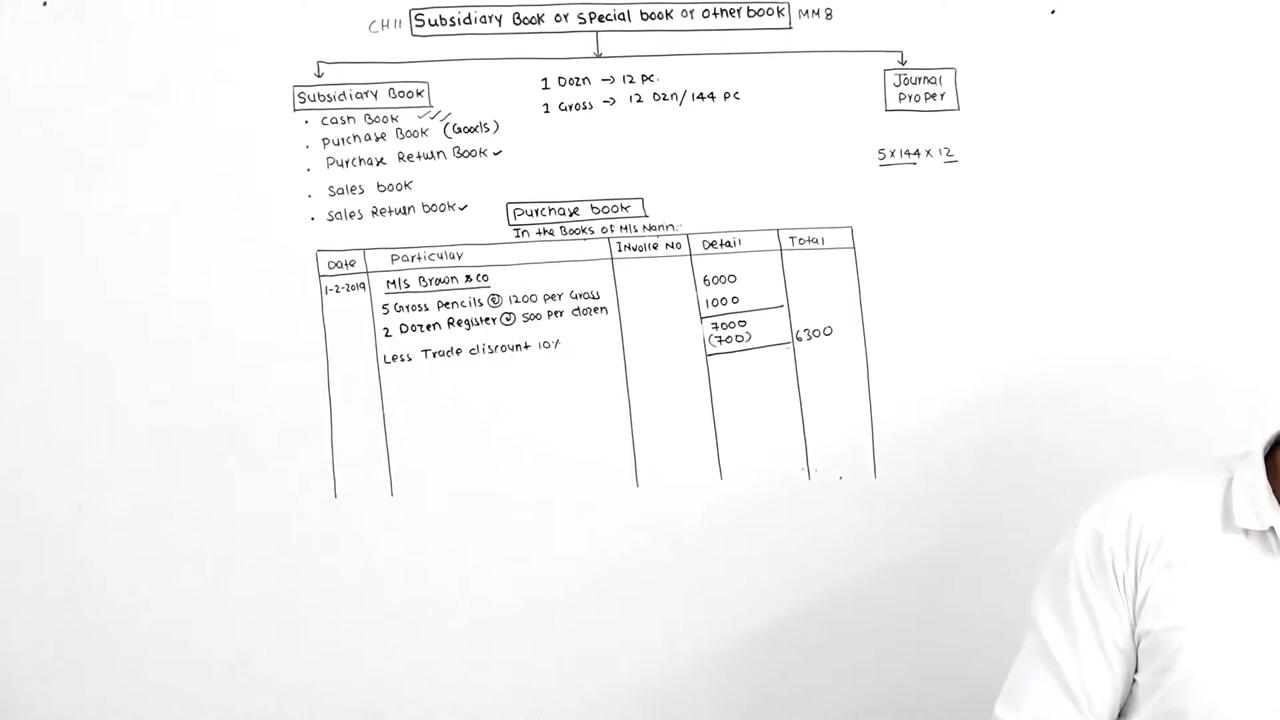 CH11 Subsidiary Book or special book or other book MM8
Subsidiary Book
. Cash Book
. Purchase Book (Goods)
. Purchase Return Book ✓
. Sales book
. Sales Return book ✓
1 Dozn → 12 pc.
1 Gross → 12 Dzn/144 pc
Journal
Proper
5 x 144 x 12
Purchase book
In the Books of M/s
Date Particular Invoice No Detail Total
1-2-2019 M/s Brown & co 6000
5 Gross Pencils @ 1200 per Gross 1000
2 Dozen Register @ 500 per dozen 7000
(700) 6300
Less Trade discount 10%